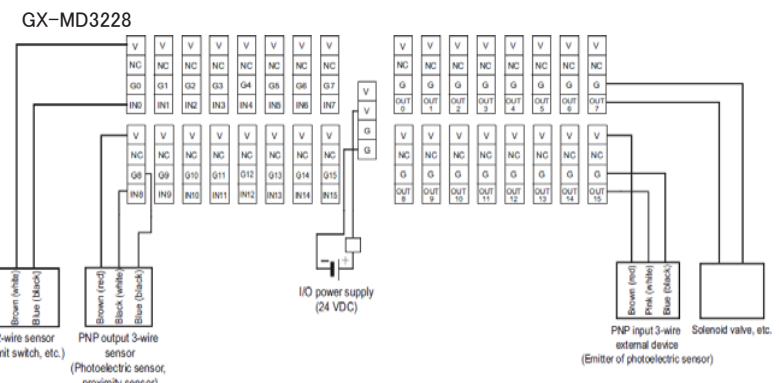 GX-MD3228
V V V V V V V V V V V V V V V V
NC NC NC NC NC NC NC NC NC NC NC NC NC NC NC NC
G0 G1 G2 G3 G4 G5 G6 G7 G G G G G G G G
IN0 IN1 IN2 IN3 IN4 IN5 IN6 IN7 OUT 0 OUT 1 OUT 2 OUT 3 OUT 4 OUT 5 OUT 6 OUT 7
V
V
G
G
V V V V V V V V V V V V V V V V
NC NC NC NC NC NC NC NC NC NC NC NC NC NC NC NC
G8 G9 G10 G11 G12 G13 G14 G15 G G G G G G G G
IN8 IN9 IN10 IN11 IN12 IN13 IN14 IN15 OUT 8 OUT 9 OUT 10 OUT 11 OUT 12 OUT 13 OUT 14 OUT 15
Brown (white)
Blue (black)
2-wire sensor
mit switch, etc.)
Brown (red)
Black (white)
Blue (black)
PNP output 3-wire
sensor
(Photoelectric sensor,
proximity sensor)
− +
I/O power supply
(24 VDC)
Brown (red)
Pink (white)
Blue (black)
PNP input 3-wire
external device
(Emitter of photoelectric sensor)
Solenoid valve, etc.